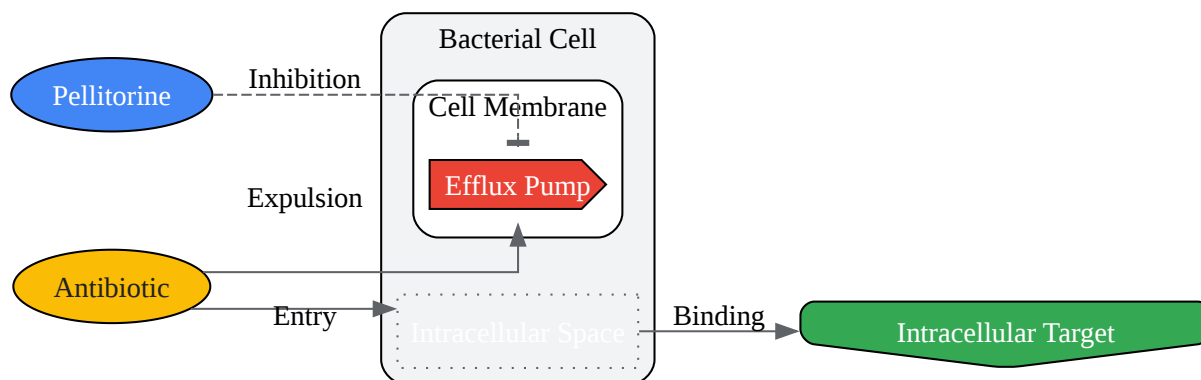 Bacterial Cell
Pellitorine
Inhibition
Cell Membrane
Efflux Pump
Expulsion
Antibiotic
Entry
Intracellular Space
Binding
Intracellular Target